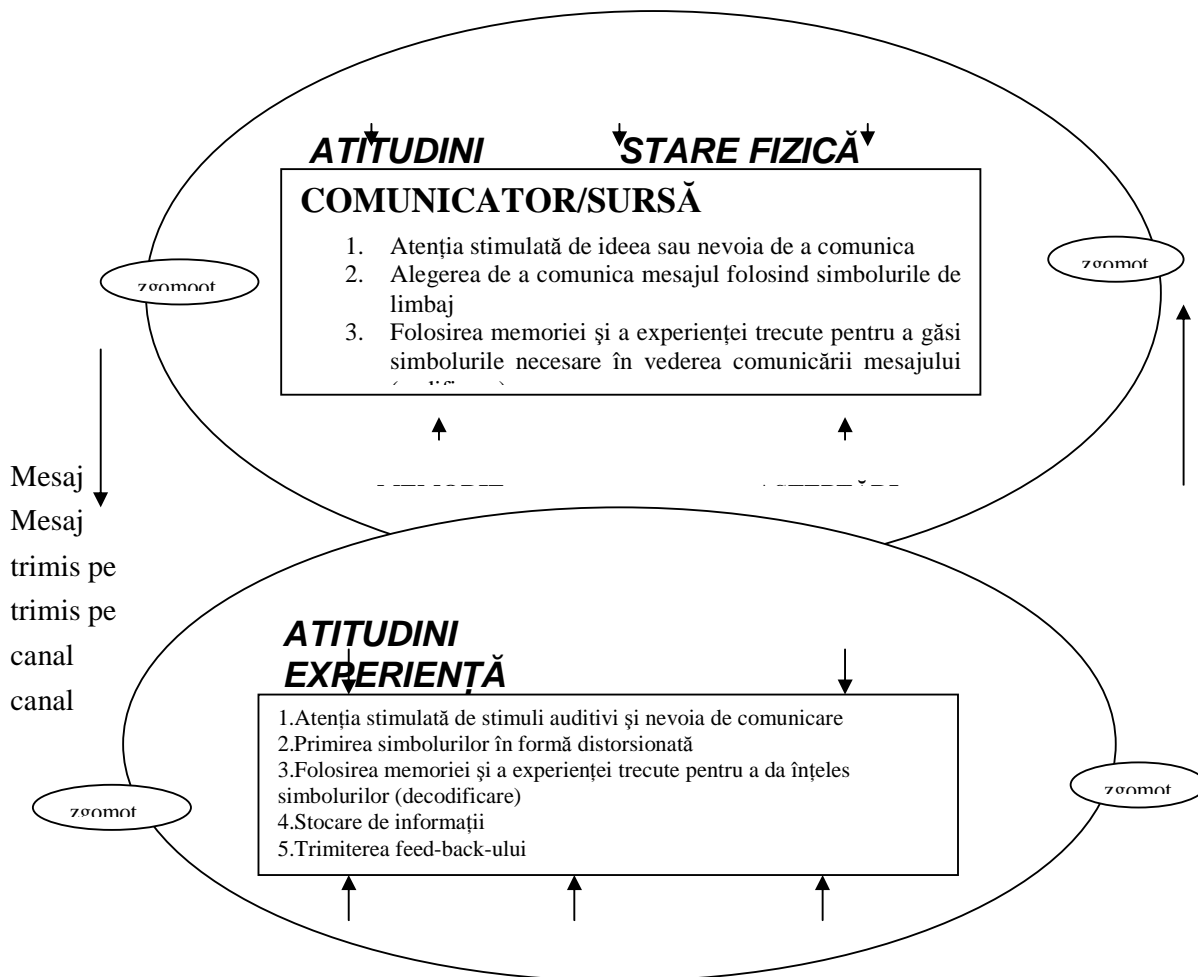 ATITUDINI STARE FIZICĂ
COMUNICATOR/SURSĂ
1. Atenția stimulată de ideea sau nevoia de a comunica
2. Alegerea de a comunica mesajul folosind simbolurile de
limbaj
3. Folosirea memoriei și a experienței trecute pentru a găsi
simbolurile necesare în vederea comunicării mesajului
zgomoot
zgomot
Mesaj
Mesaj
trimis pe
trimis pe
canal
canal
ATITUDINI
EXPERIENȚĂ
1.Atenția stimulată de stimuli auditivi și nevoia de comunicare
2.Primirea simbolurilor în formă distorsionată
3.Folosirea memoriei și a experienței trecute pentru a da înțeles
simbolurilor (decodificare)
4.Stocare de informații
5.Trimiterea feed-back-ului
zgomot
zgomot